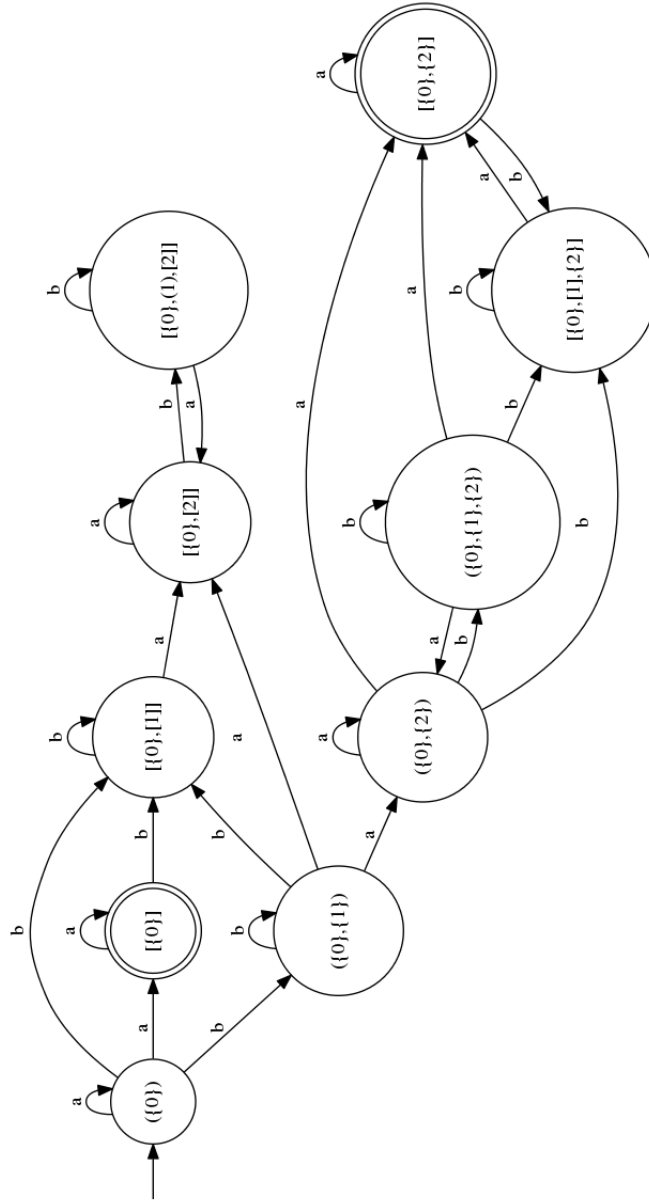 b
b
b
a
a
a
a
b
({0})
[{0}]
[{0},[1]]
a
b
[{0},(1),[2]]
[{0},[2]]
a
b
b
b
a
a
a
a
({0},{1})
b
a
a
({0},{2})
[{0},{2}]
a
b
b
({0},{1},{2})
a
b
b
[{0},[1],{2}]
b